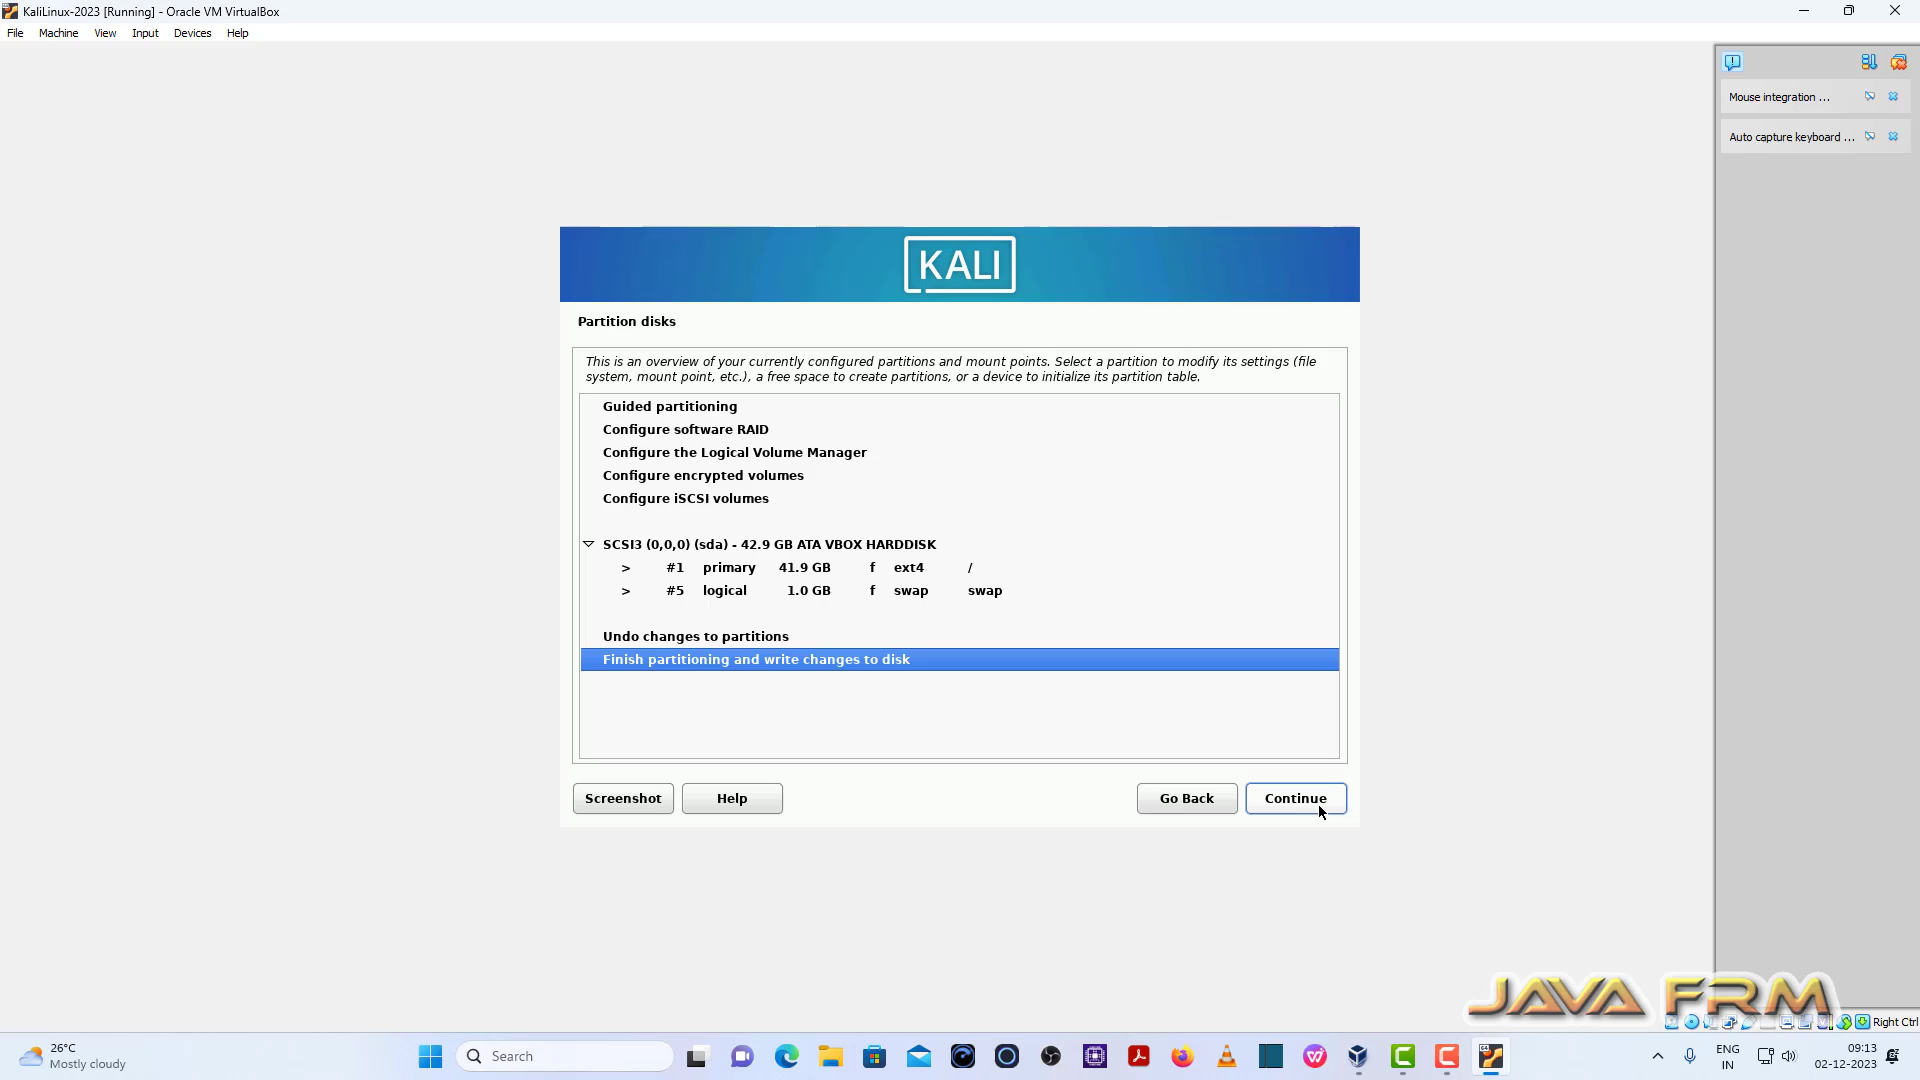 KaliLinux-2023 [Running] - Oracle VM VirtualBox
File Machine View Input Devices Help
Mouse integration ...
Auto capture keyboard ...
KALI
Partition disks
This is an overview of your currently configured partitions and mount points. Select a partition to modify its settings (file
system, mount point, etc.), a free space to create partitions, or a device to initialize its partition table.
Guided partitioning
Configure software RAID
Configure the Logical Volume Manager
Configure encrypted volumes
Configure iSCSI volumes
SCSI3 (0,0,0) (sda) - 42.9 GB ATA VBOX HARDDISK
> #1 primary 41.9 GB f ext4 /
> #5 logical 1.0 GB f swap swap
Undo changes to partitions
Finish partitioning and write changes to disk
Screenshot Help Go Back Continue
JAVA FRM
Right Ctrl
26°C
Mostly cloudy
Search
ENG
IN
09:13
02-12-2023